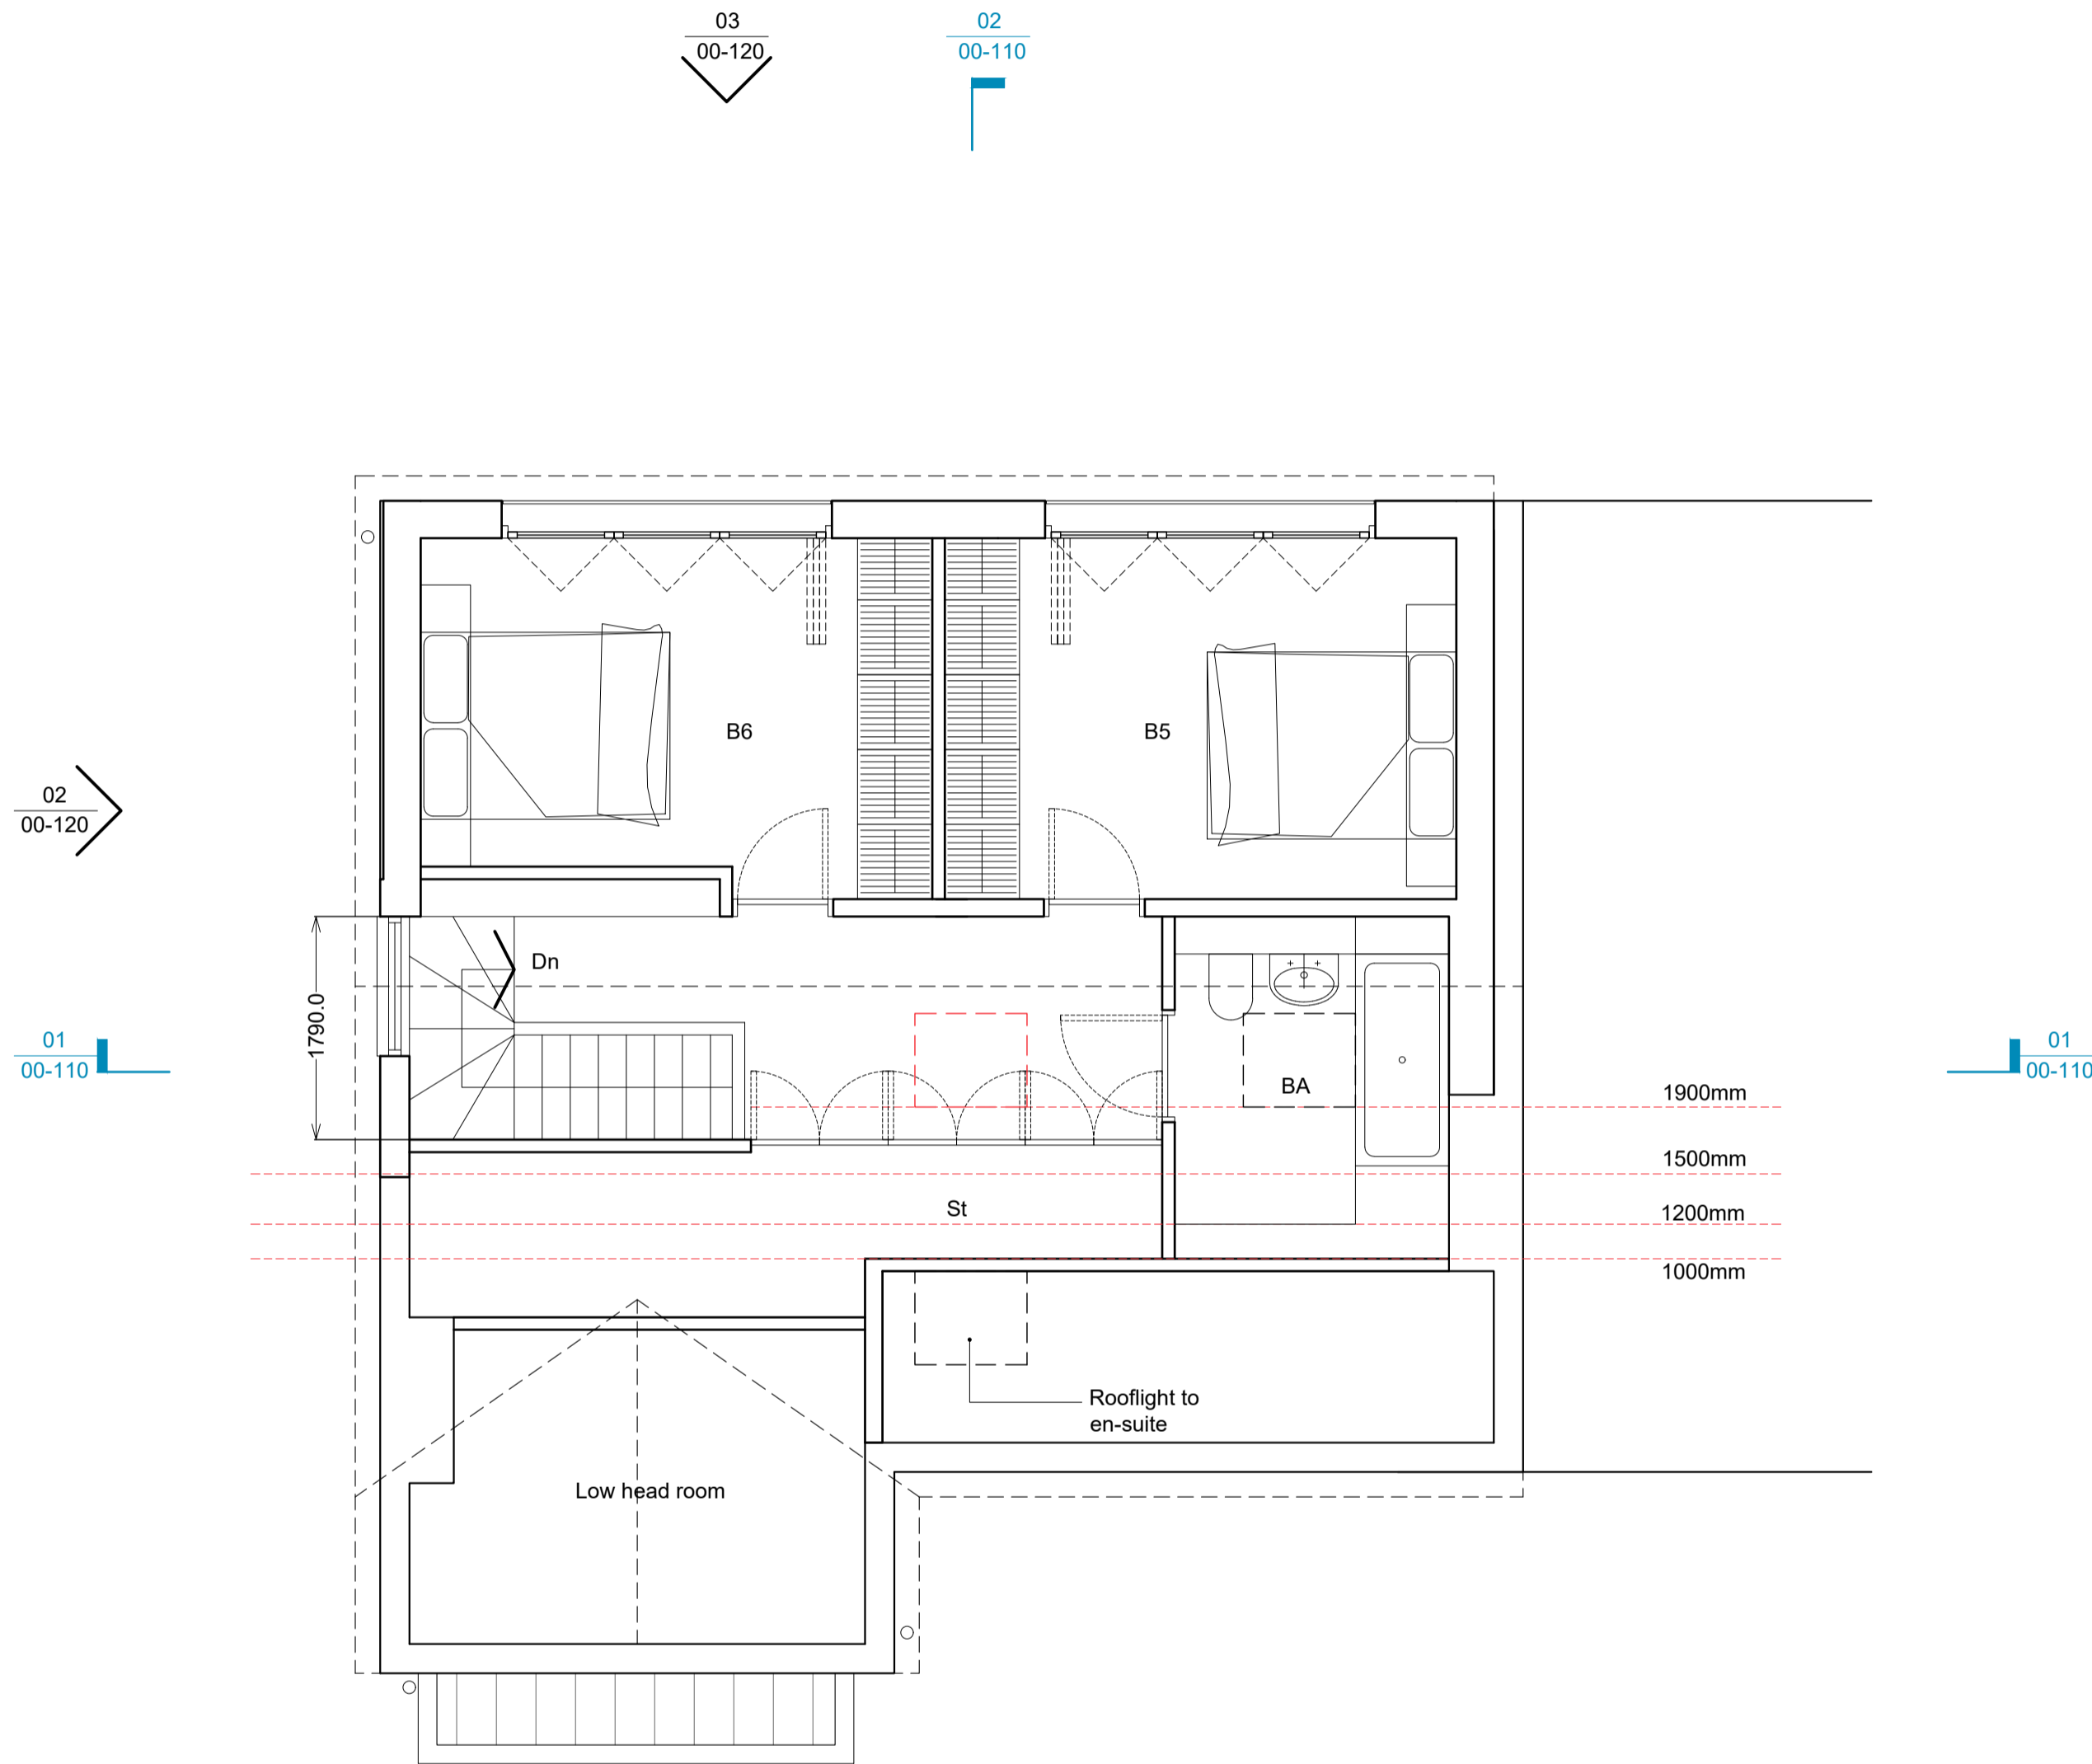 03
00-120
02
00-110
B6
B5
02
00-120
Dn
1790.0
01
00-110
01
00-110
BA
1900mm
1500mm
St
1200mm
1000mm
Rooflight to
en-suite
Low head room